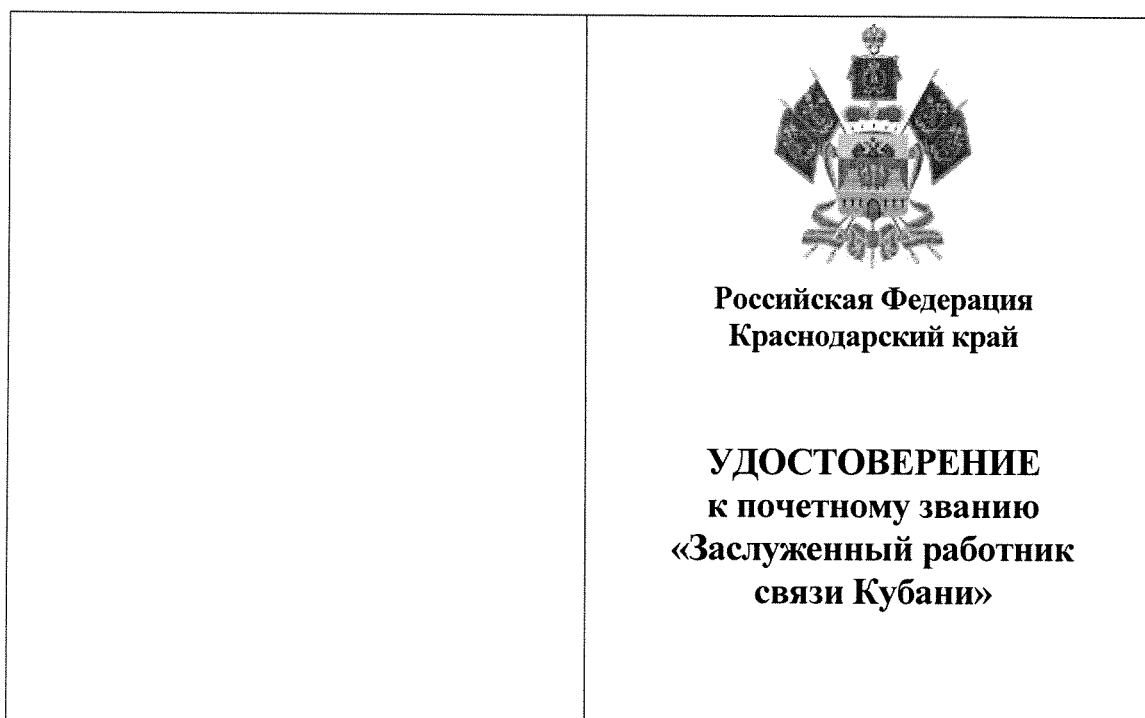 Российская Федерация
Краснодарский край
УДОСТОВЕРЕНИЕ
к почетному званию
«Заслуженный работник
связи Кубани»